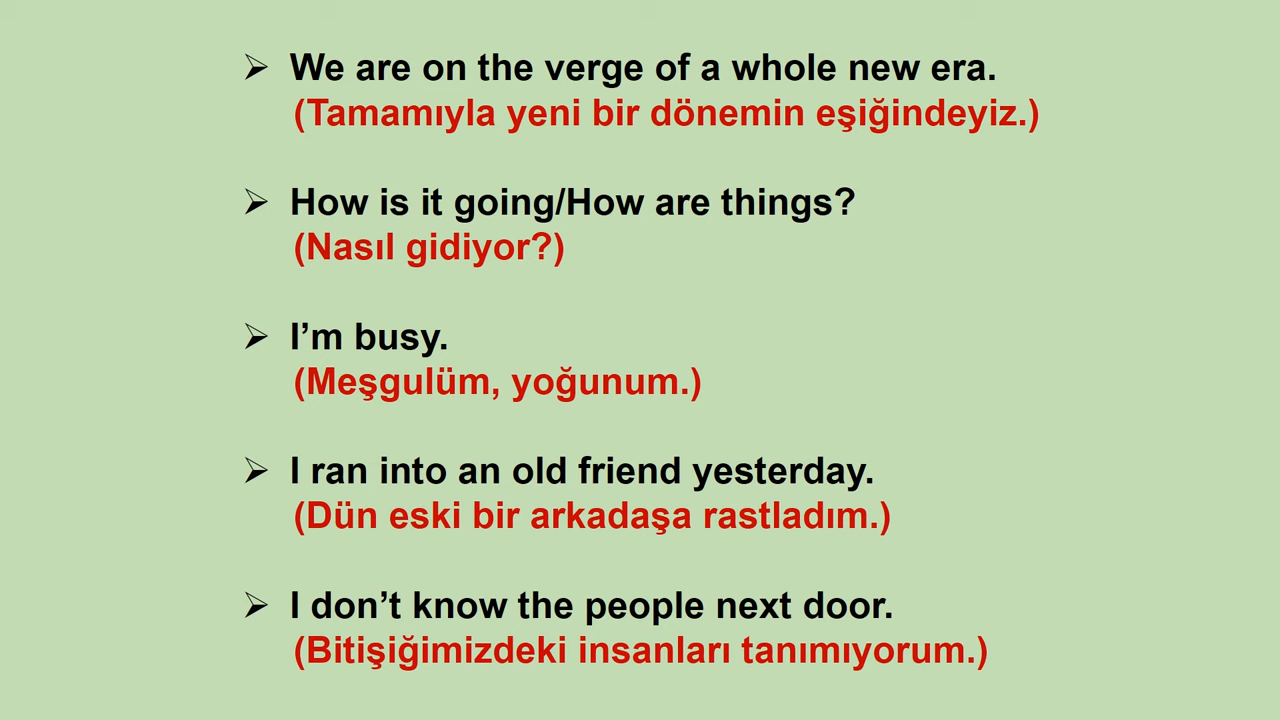 ➢ We are on the verge of a whole new era.
(Tamamıyla yeni bir dönemin eşiğindeyiz.)
➢ How is it going/How are things?
(Nasıl gidiyor?)
➢ I’m busy.
(Meşgulüm, yoğunum.)
➢ I ran into an old friend yesterday.
(Dün eski bir arkadaşa rastladım.)
➢ I don’t know the people next door.
(Bitişiğimizdeki insanları tanımıyorum.)